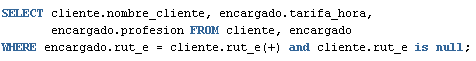 SELECT cliente.nombre_cliente, encargado.tarifa_hora,
encargado.profesion FROM cliente, encargado
WHERE encargado.rut_e = cliente.rut_e(+) and cliente.rut_e is null;